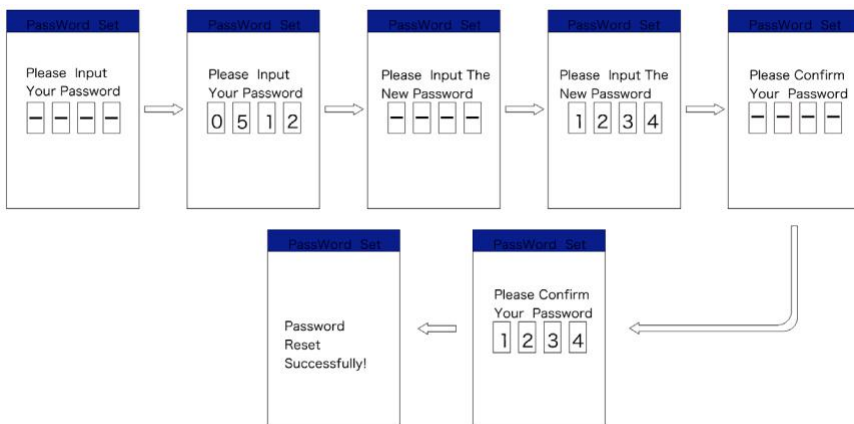 PassWord Set
Please Input
Your Password
– – – –
PassWord Set
Please Input
Your Password
0 5 1 2
PassWord Set
Please Input The
New Password
– – – –
PassWord Set
Please Input The
New Password
1 2 3 4
PassWord Set
Please Confirm
Your Password
– – – –
PassWord Set
Please Confirm
Your Password
1 2 3 4
PassWord Set
Password
Reset
Successfully!